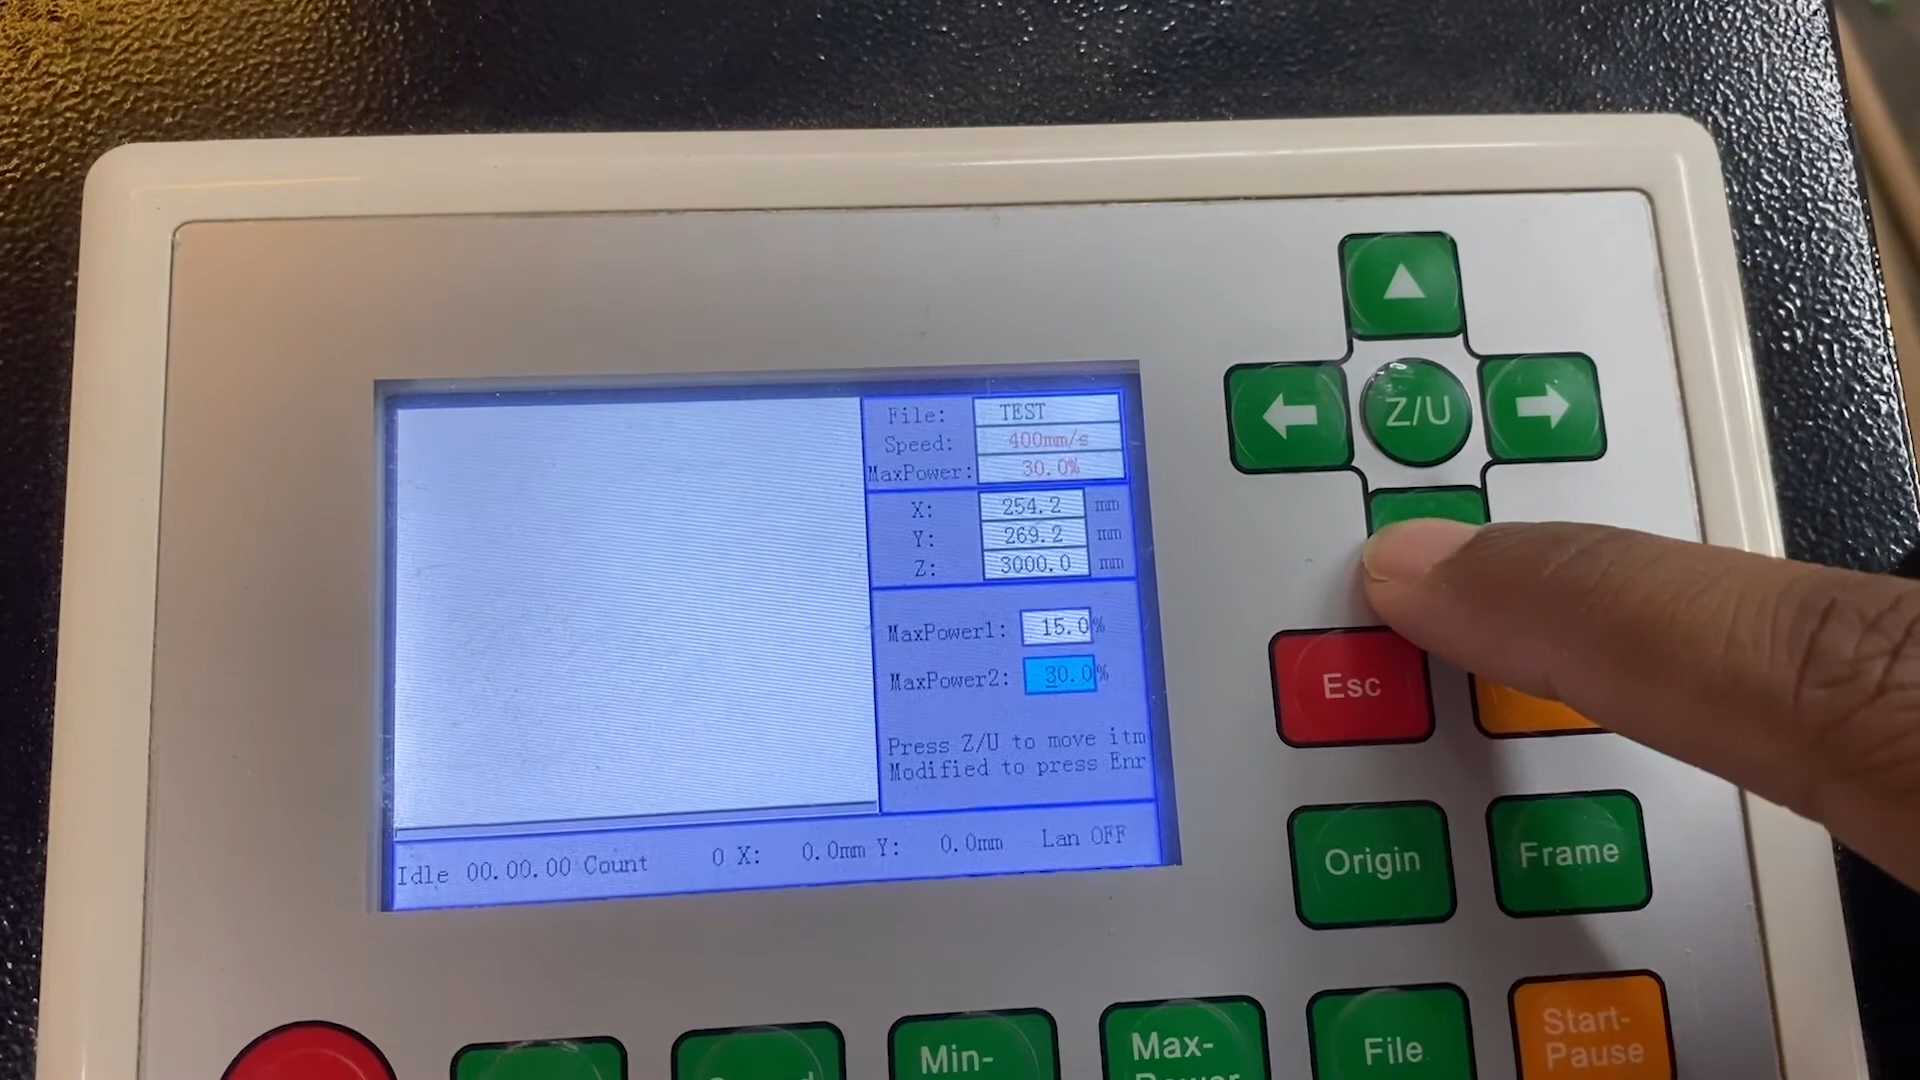 File: TEST
Speed: 400mm/s
MaxPower: 30.0%
X: 254.2 mm
Y: 269.2 mm
Z: 3000.0 mm
MaxPower1: 15.0%
MaxPower2: 30.0%
Press Z/U to move itm
Modified to press Enr
Idle 00.00.00 Count 0 X: 0.0mm Y: 0.0mm Lan OFF
Z/U
Esc
Origin
Frame
Min-
Max-
Power
File
Start-
Pause